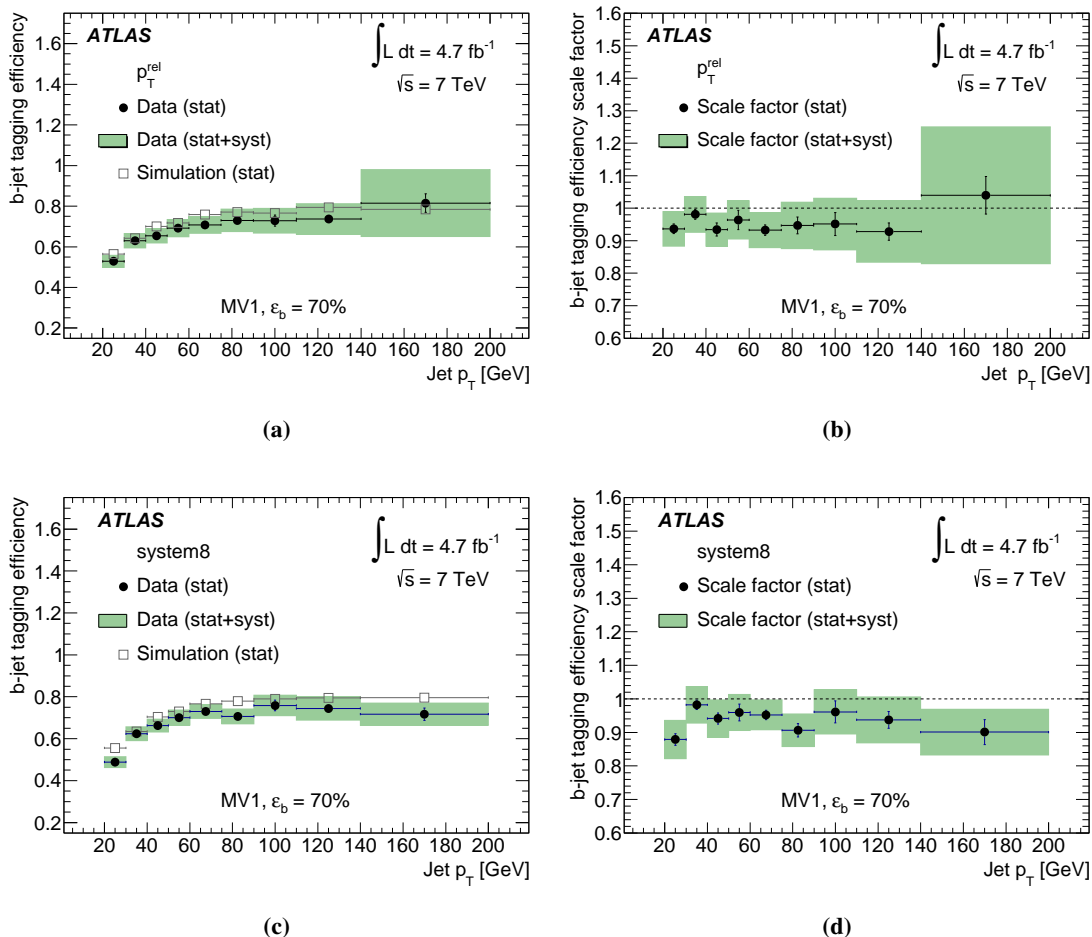 b-jet tagging efficiency
1.6
1.4
1.2
1
0.8
0.6
0.4
0.2
ATLAS
∫L dt = 4.7 fb⁻¹
p_T^rel
√s = 7 TeV
Data (stat)
Data (stat+syst)
Simulation (stat)
MV1, ε_b = 70%
20 40 60 80 100 120 140 160 180 200
Jet p_T [GeV]
(a)
b-jet tagging efficiency scale factor
1.6
1.5
1.4
1.3
1.2
1.1
1
0.9
0.8
0.7
0.6
ATLAS
∫L dt = 4.7 fb⁻¹
p_T^rel
√s = 7 TeV
Scale factor (stat)
Scale factor (stat+syst)
MV1, ε_b = 70%
20 40 60 80 100 120 140 160 180 200
Jet p_T [GeV]
(b)
b-jet tagging efficiency
1.6
1.4
1.2
1
0.8
0.6
0.4
0.2
ATLAS
∫L dt = 4.7 fb⁻¹
system8
√s = 7 TeV
Data (stat)
Data (stat+syst)
Simulation (stat)
MV1, ε_b = 70%
20 40 60 80 100 120 140 160 180 200
Jet p_T [GeV]
(c)
b-jet tagging efficiency scale factor
1.6
1.5
1.4
1.3
1.2
1.1
1
0.9
0.8
0.7
0.6
ATLAS
∫L dt = 4.7 fb⁻¹
system8
√s = 7 TeV
Scale factor (stat)
Scale factor (stat+syst)
MV1, ε_b = 70%
20 40 60 80 100 120 140 160 180 200
Jet p_T [GeV]
(d)